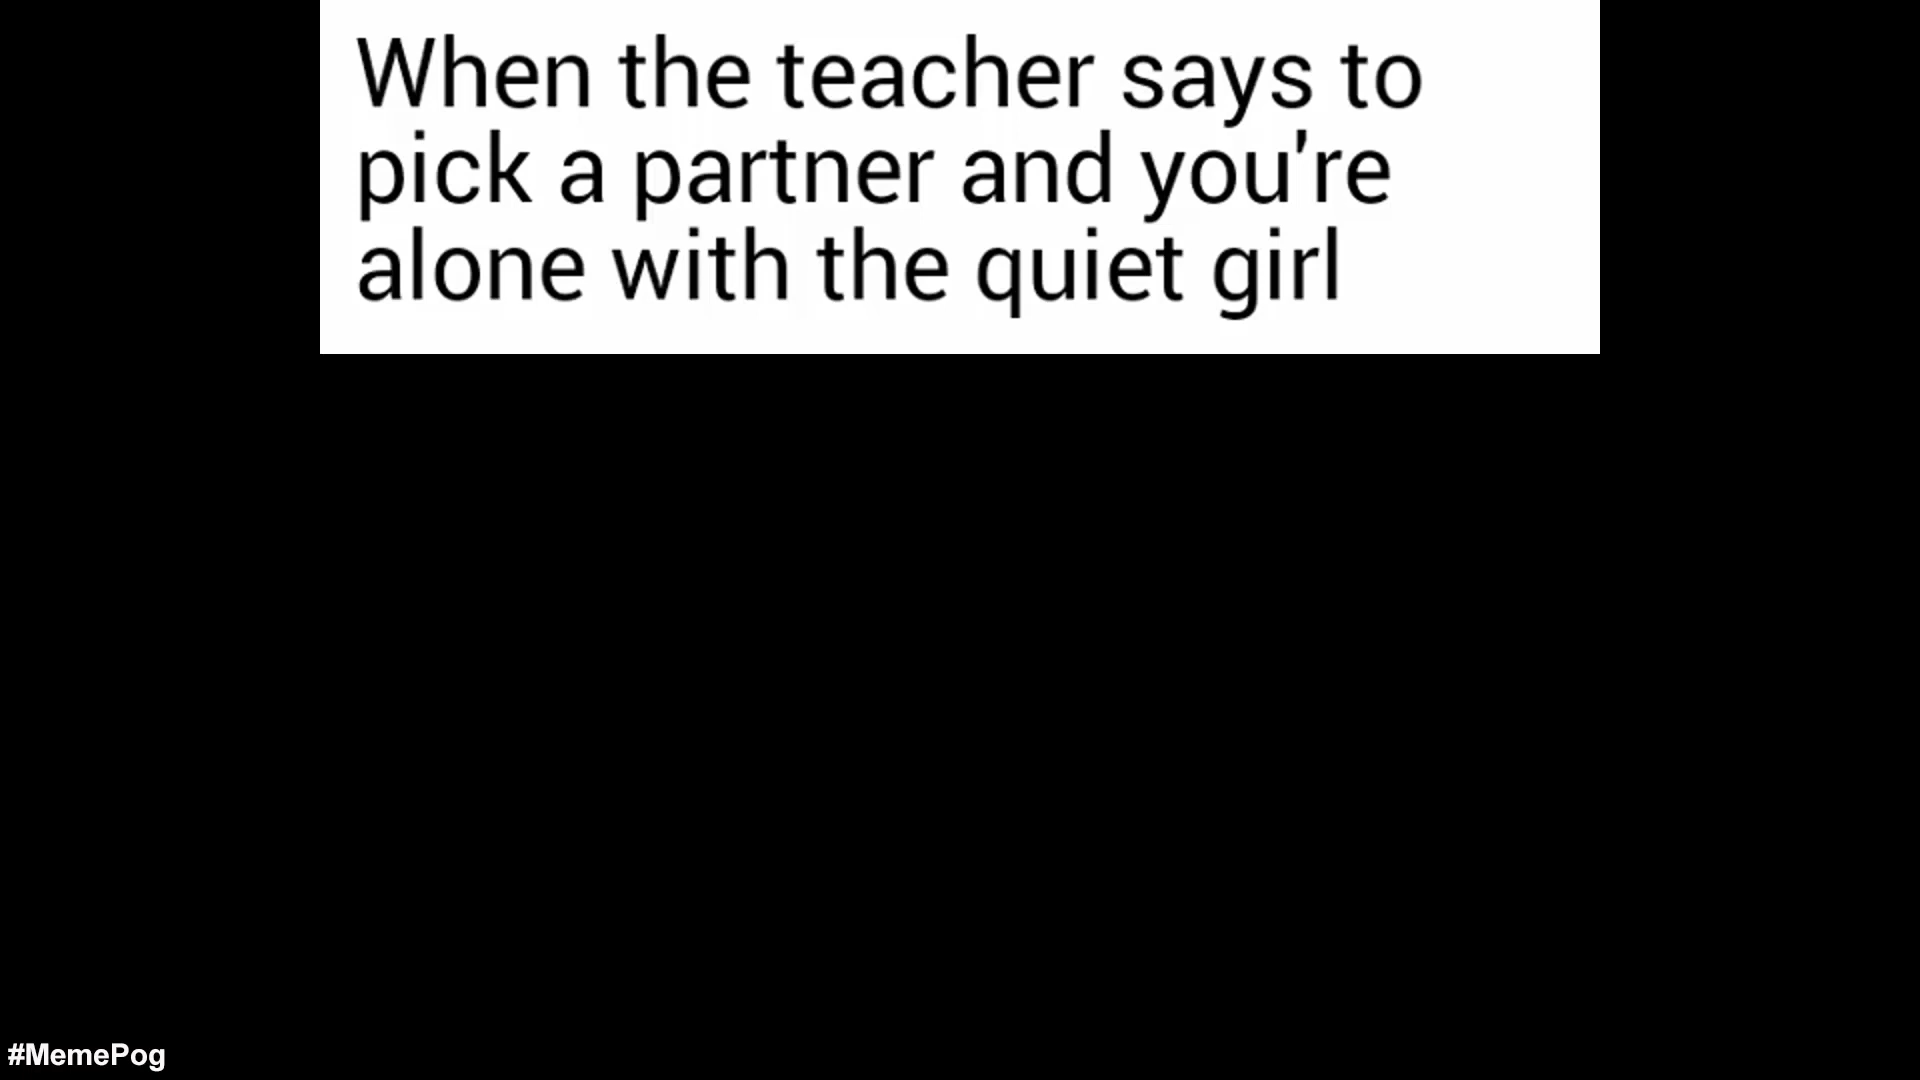 When the teacher says to
pick a partner and you're
alone with the quiet girl
#MemePog